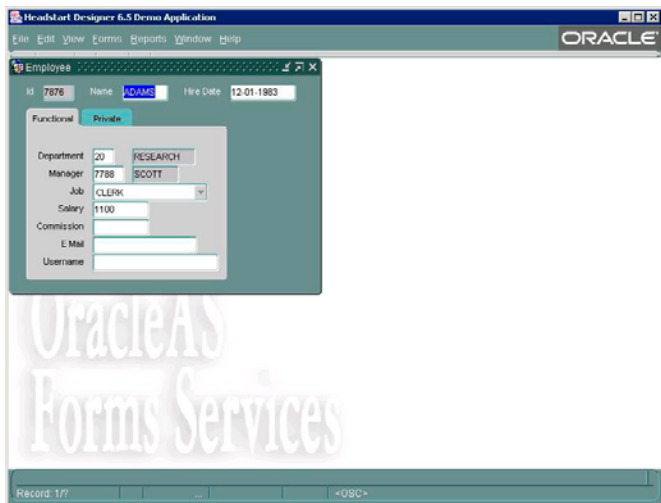 Headstart Designer 6.5 Demo Application
File Edit View Forms Reports Window Help
ORACLE
Employee
Id 7876 Name ADAMS Hire Date 12-01-1983
Functional Private
Department 20 RESEARCH
Manager 7788 SCOTT
Job CLERK
Salary 1100
Commission
E Mail
Username
OracleAS
Forms Services
Record: 1/? ... <OSC>